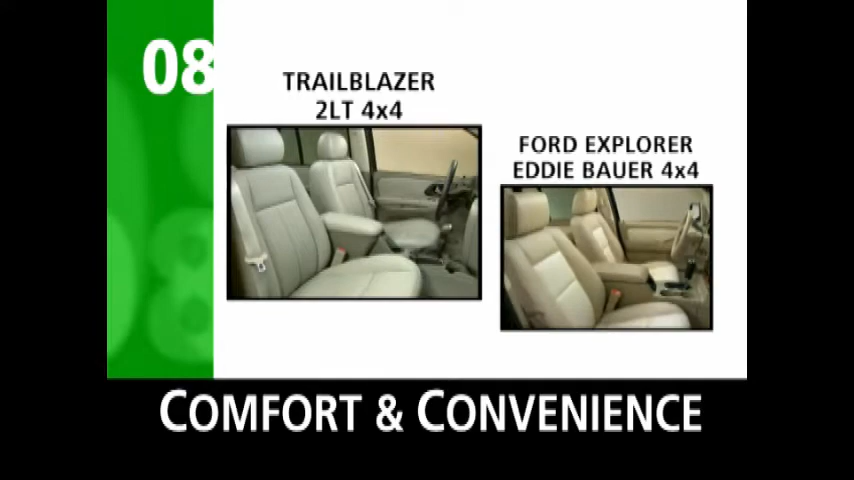 08
TRAILBLAZER
2LT 4x4
FORD EXPLORER
EDDIE BAUER 4x4
COMFORT & CONVENIENCE